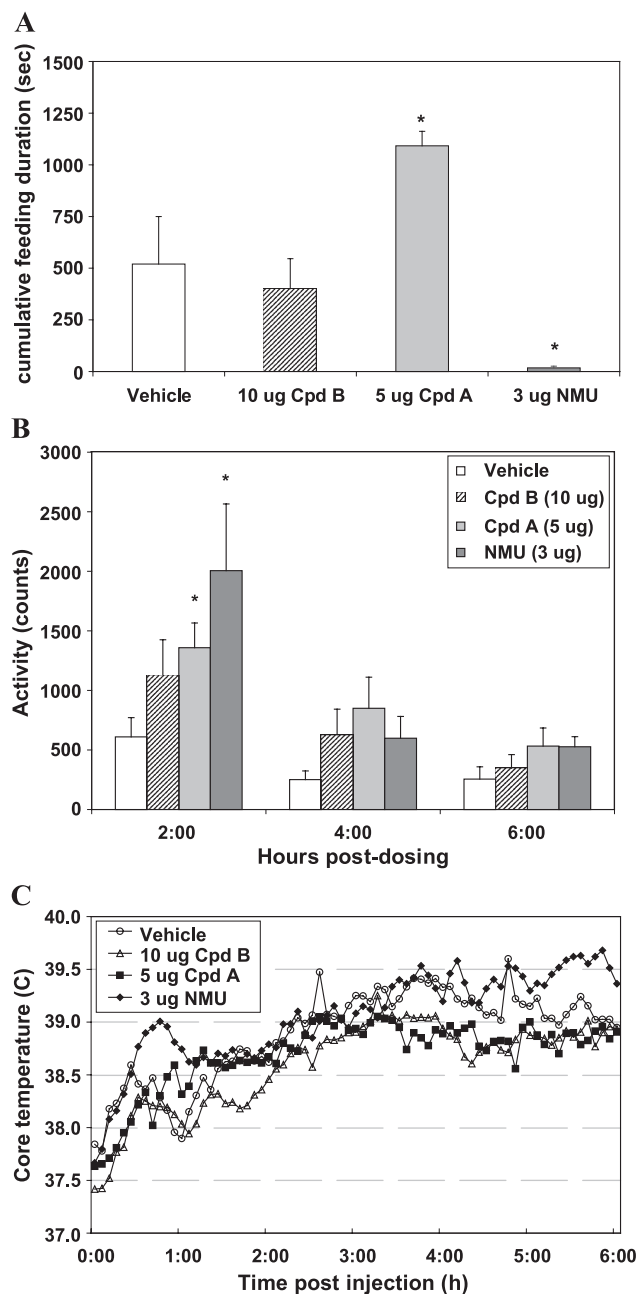 A
cumulative feeding duration (sec)
1500
1250
1000
750
500
250
0
*
*
Vehicle
10 ug Cpd B
5 ug Cpd A
3 ug NMU
B
Activity (counts)
3000
2500
2000
1500
1000
500
0
*
*
Vehicle
Cpd B (10 ug)
Cpd A (5 ug)
NMU (3 ug)
2:00
4:00
6:00
Hours post-dosing
C
Core temperature (C)
40.0
39.5
39.0
38.5
38.0
37.5
37.0
Vehicle
10 ug Cpd B
5 ug Cpd A
3 ug NMU
0:00
1:00
2:00
3:00
4:00
5:00
6:00
Time post injection (h)